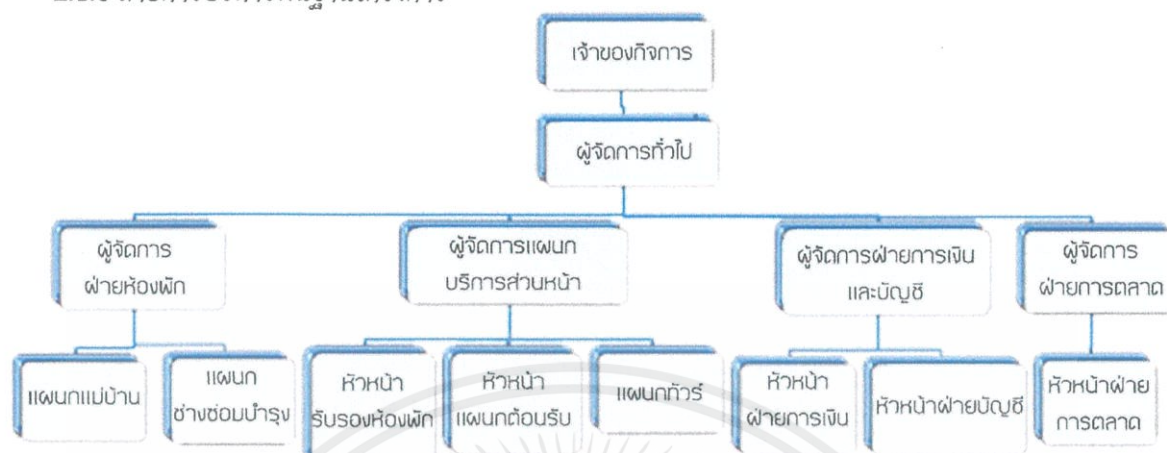 เจ้าของกิจการ
ผู้จัดการทั่วไป
ผู้จัดการ
ฝ่ายห้องพัก
ผู้จัดการแผนก
บริการส่วนหน้า
ผู้จัดการฝ่ายการเงิน
และบัญชี
ผู้จัดการ
ฝ่ายการตลาด
แผนกแม่บ้าน
แผนก
ช่างซ่อมบำรุง
หัวหน้า
รับรองห้องพัก
หัวหน้า
แผนกต้อนรับ
แผนกทัวร์
หัวหน้า
ฝ่ายการเงิน
หัวหน้าฝ่ายบัญชี
หัวหน้าฝ่าย
การตลาด